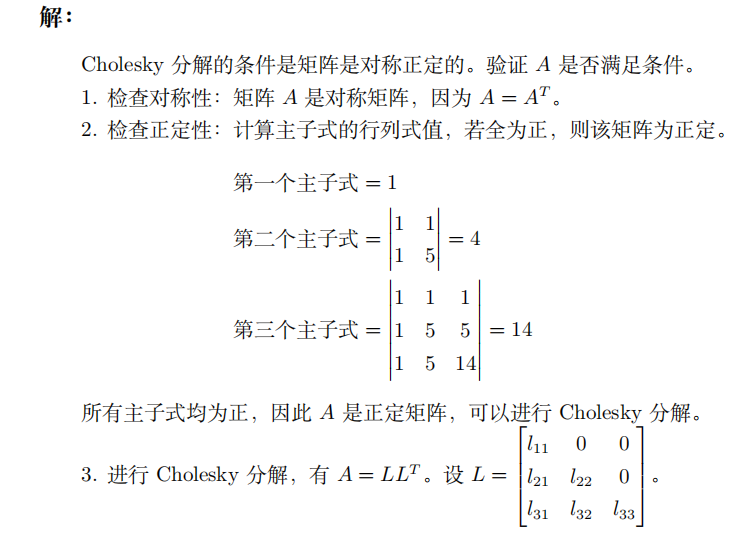 解：
Cholesky 分解的条件是矩阵是对称正定的。验证 A 是否满足条件。
1. 检查对称性：矩阵 A 是对称矩阵，因为 A = Aᵀ。
2. 检查正定性：计算主子式的行列式值，若全为正，则该矩阵为正定。
第一个主子式 = 1
第二个主子式 = |1 1; 1 5| = 4
第三个主子式 = |1 1 1; 1 5 5; 1 5 14| = 14
所有主子式均为正，因此 A 是正定矩阵，可以进行 Cholesky 分解。
3. 进行 Cholesky 分解，有 A = LLᵀ。设 L = [l₁₁ 0 0; l₂₁ l₂₂ 0; l₃₁ l₃₂ l₃₃]。